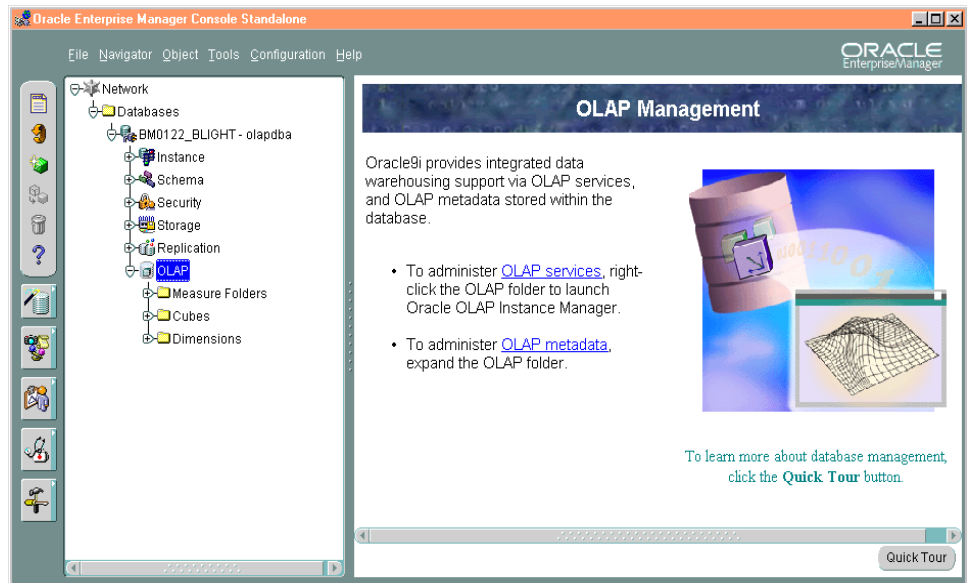 Oracle Enterprise Manager Console Standalone
File Navigator Object Tools Configuration Help
ORACLE
EnterpriseManager
Network
Databases
BM0122_BLIGHT - olapdba
Instance
Schema
Security
Storage
Replication
OLAP
Measure Folders
Cubes
Dimensions
OLAP Management
Oracle9i provides integrated data
warehousing support via OLAP services,
and OLAP metadata stored within the
database.
• To administer OLAP services, right-
click the OLAP folder to launch
Oracle OLAP Instance Manager.
• To administer OLAP metadata,
expand the OLAP folder.
To learn more about database management,
click the Quick Tour button.
Quick Tour